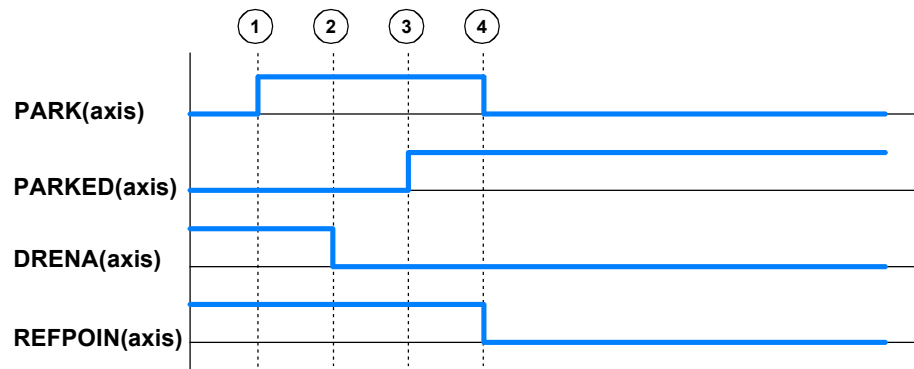 1 2 3 4
PARK(axis)
PARKED(axis)
DRENA(axis)
REFPOIN(axis)